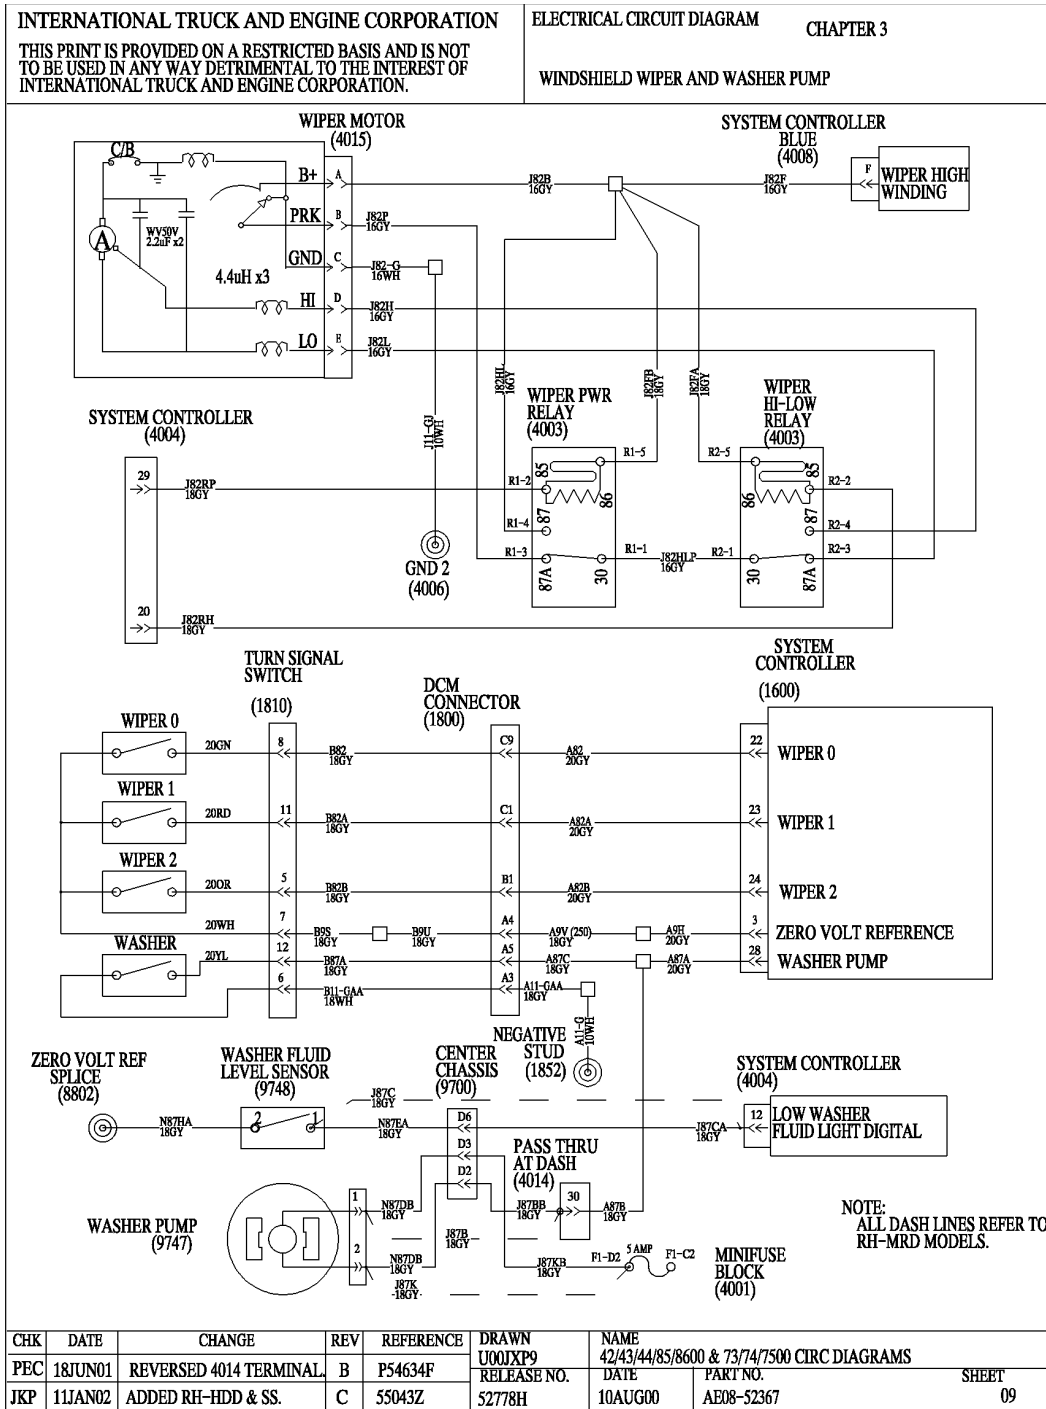 INTERNATIONAL TRUCK AND ENGINE CORPORATION
THIS PRINT IS PROVIDED ON A RESTRICTED BASIS AND IS NOT
TO BE USED IN ANY WAY DETRIMENTAL TO THE INTEREST OF
INTERNATIONAL TRUCK AND ENGINE CORPORATION.
ELECTRICAL CIRCUIT DIAGRAM
CHAPTER 3
WINDSHIELD WIPER AND WASHER PUMP
WIPER MOTOR
(4015)
SYSTEM CONTROLLER
BLUE
(4008)
C/B
B+
A
J82B
16GY
J82F
16GY
F
WIPER HIGH
WINDING
PRK
B
J82P
16GY
WV50V
2.2uF x2
A
GND
C
J82-G
16WH
4.4uH x3
HI
D
J82H
16GY
LO
E
J82L
16GY
J82HL
16GY
J82FB
18GY
J82FA
18GY
J11-GJ
10WH
WIPER PWR
RELAY
(4003)
WIPER
HI-LOW
RELAY
(4003)
SYSTEM CONTROLLER
(4004)
29
J82RP
18GY
R1-2
85
R1-5
86
R1-4
87
R1-3
87A
30
R1-1
J82HLP
16GY
R2-5
85
86
R2-2
87
R2-4
R2-1
30
87A
R2-3
GND 2
(4006)
20
J82RH
18GY
TURN SIGNAL
SWITCH
(1810)
DCM
CONNECTOR
(1800)
SYSTEM
CONTROLLER
(1600)
WIPER 0
20GN
8
B82
18GY
C9
A82
20GY
22
WIPER 0
WIPER 1
20RD
11
B82A
18GY
C1
A82A
20GY
23
WIPER 1
WIPER 2
20OR
5
B82B
18GY
B1
A82B
20GY
24
WIPER 2
20WH
7
B9S
18GY
B9U
18GY
A4
A9V (250)
18GY
A9H
20GY
3
ZERO VOLT REFERENCE
WASHER
20YL
12
B87A
18GY
A5
A87C
18GY
A87A
20GY
28
WASHER PUMP
6
B11-GAA
18WH
A3
A11-GAA
18GY
A11-G
10WH
NEGATIVE
STUD
(1852)
ZERO VOLT REF
SPLICE
(8802)
WASHER FLUID
LEVEL SENSOR
(9748)
CENTER
CHASSIS
(9700)
SYSTEM CONTROLLER
(4004)
J87C
18GY
N87HA
18GY
2
1
N87EA
18GY
D6
J87CA
18GY
12
LOW WASHER
FLUID LIGHT DIGITAL
D3
D2
PASS THRU
AT DASH
(4014)
WASHER PUMP
(9747)
1
N87DB
18GY
J87BB
18GY
30
A87B
18GY
J87B
18GY
2
N87DB
18GY
J87K
18GY
J87KB
18GY
F1-D2
5 AMP
F1-C2
MINIFUSE
BLOCK
(4001)
NOTE:
ALL DASH LINES REFER TO
RH-MRD MODELS.
CHK DATE CHANGE REV REFERENCE
PEC 18JUN01 REVERSED 4014 TERMINAL. B P54634F
JKP 11JAN02 ADDED RH-HDD & SS. C 55043Z
DRAWN
U00JXP9
RELEASE NO.
52778H
NAME
42/43/44/85/8600 & 73/74/7500 CIRC DIAGRAMS
DATE
10AUG00
PART NO.
AE08-52367
SHEET
09